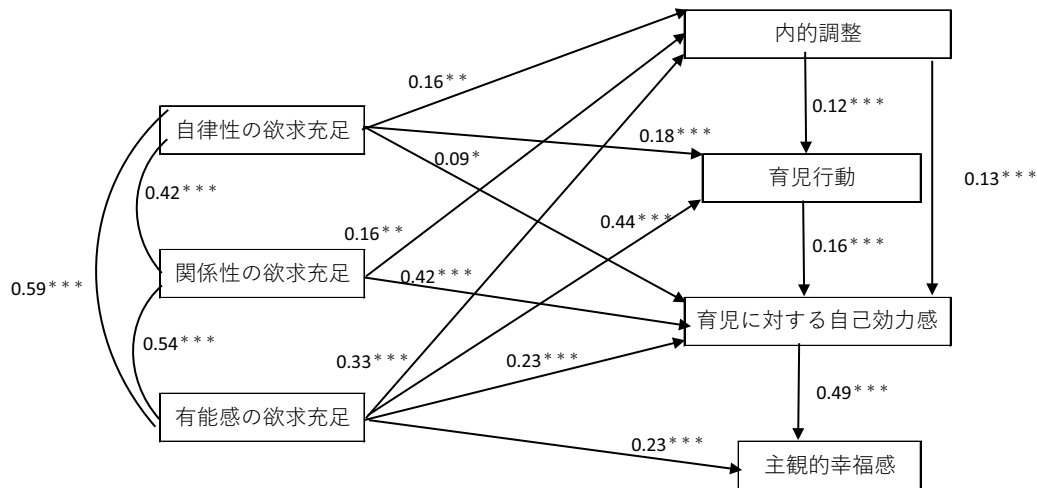 内的調整
0.16**
0.12***
自律性の欲求充足
0.18***
0.09*
育児行動
0.13***
0.42***
0.44***
0.16**
0.16***
関係性の欲求充足
0.42***
0.59***
育児に対する自己効力感
0.54***
0.33***
0.23***
0.49***
有能感の欲求充足
0.23***
主観的幸福感